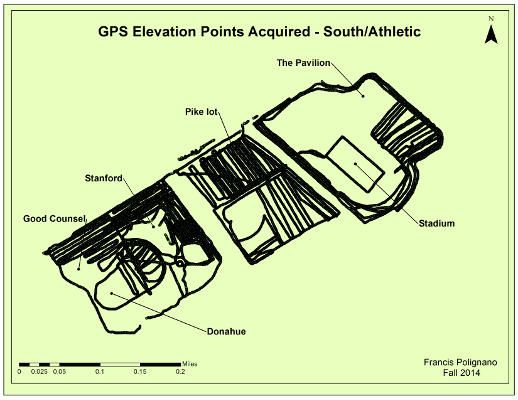 GPS Elevation Points Acquired - South/Athletic
N
The Pavilion
Pike lot
Stanford
Good Counsel
Stadium
Donahue
Miles
0 0.025 0.05 0.1 0.15 0.2
Francis Polignano
Fall 2014